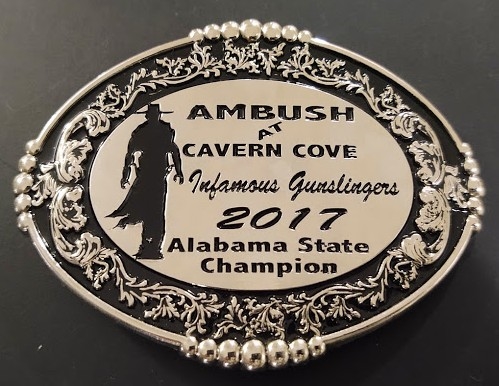 AMBUSH
AT
CAVERN COVE
Infamous Gunslingers
2017
Alabama State
Champion